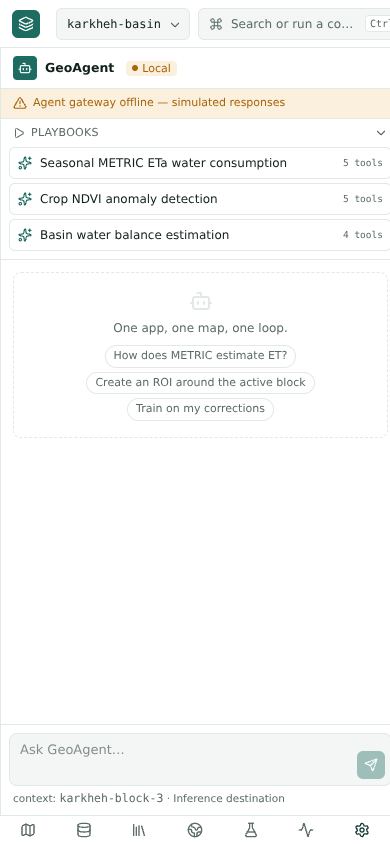 karkheh-basin
Search or run a co…
GeoAgent
Local
Agent gateway offline — simulated responses
PLAYBOOKS
Seasonal METRIC ETa water consumption
5 tools
Crop NDVI anomaly detection
5 tools
Basin water balance estimation
4 tools
One app, one map, one loop.
How does METRIC estimate ET?
Create an ROI around the active block
Train on my corrections
Ask GeoAgent...
context: karkheh-block-3 · Inference destination